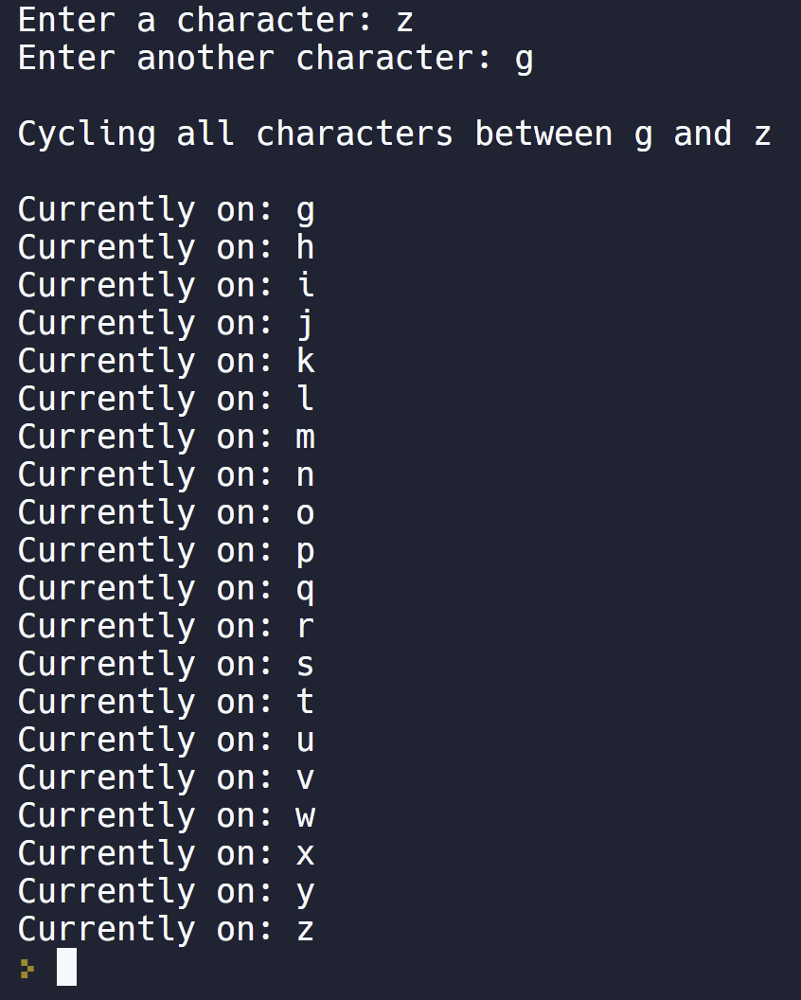 Enter a character: z
Enter another character: g
Cycling all characters between g and z
Currently on: g
Currently on: h
Currently on: i
Currently on: j
Currently on: k
Currently on: l
Currently on: m
Currently on: n
Currently on: o
Currently on: p
Currently on: q
Currently on: r
Currently on: s
Currently on: t
Currently on: u
Currently on: v
Currently on: w
Currently on: x
Currently on: y
Currently on: z
>